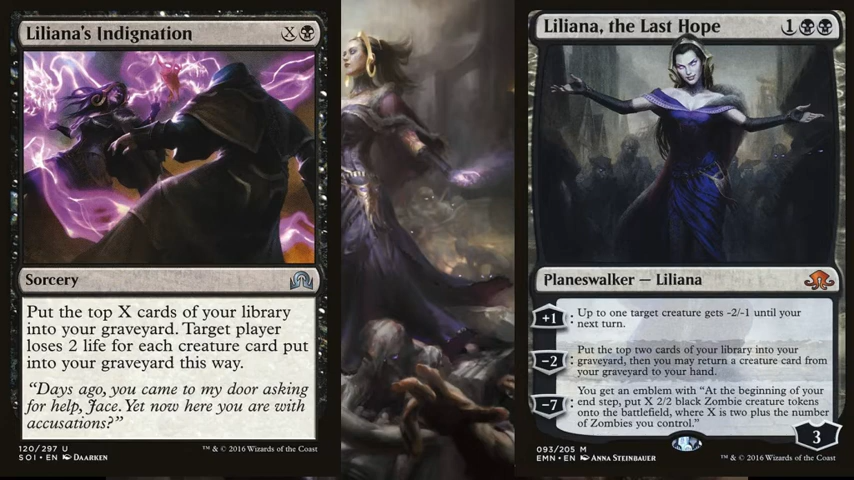 Liliana's Indignation X
Sorcery
Put the top X cards of your library
into your graveyard. Target player
loses 2 life for each creature card put
into your graveyard this way.
“Days ago, you came to my door asking
for help, Jace. Yet now here you are with
accusations?”
120/297 U
SOI • EN Daarken
™ & © 2016 Wizards of the Coast
Liliana, the Last Hope 1
Planeswalker — Liliana
+1: Up to one target creature gets -2/-1 until your
next turn.
-2: Put the top two cards of your library into your
graveyard, then you may return a creature card from
your graveyard to your hand.
-7: You get an emblem with “At the beginning of your
end step, put X 2/2 black Zombie creature tokens
onto the battlefield, where X is two plus the number
of Zombies you control.”
3
093/205 M
EMN • EN Anna Steinbauer
™ & © 2016 Wizards of the Coast